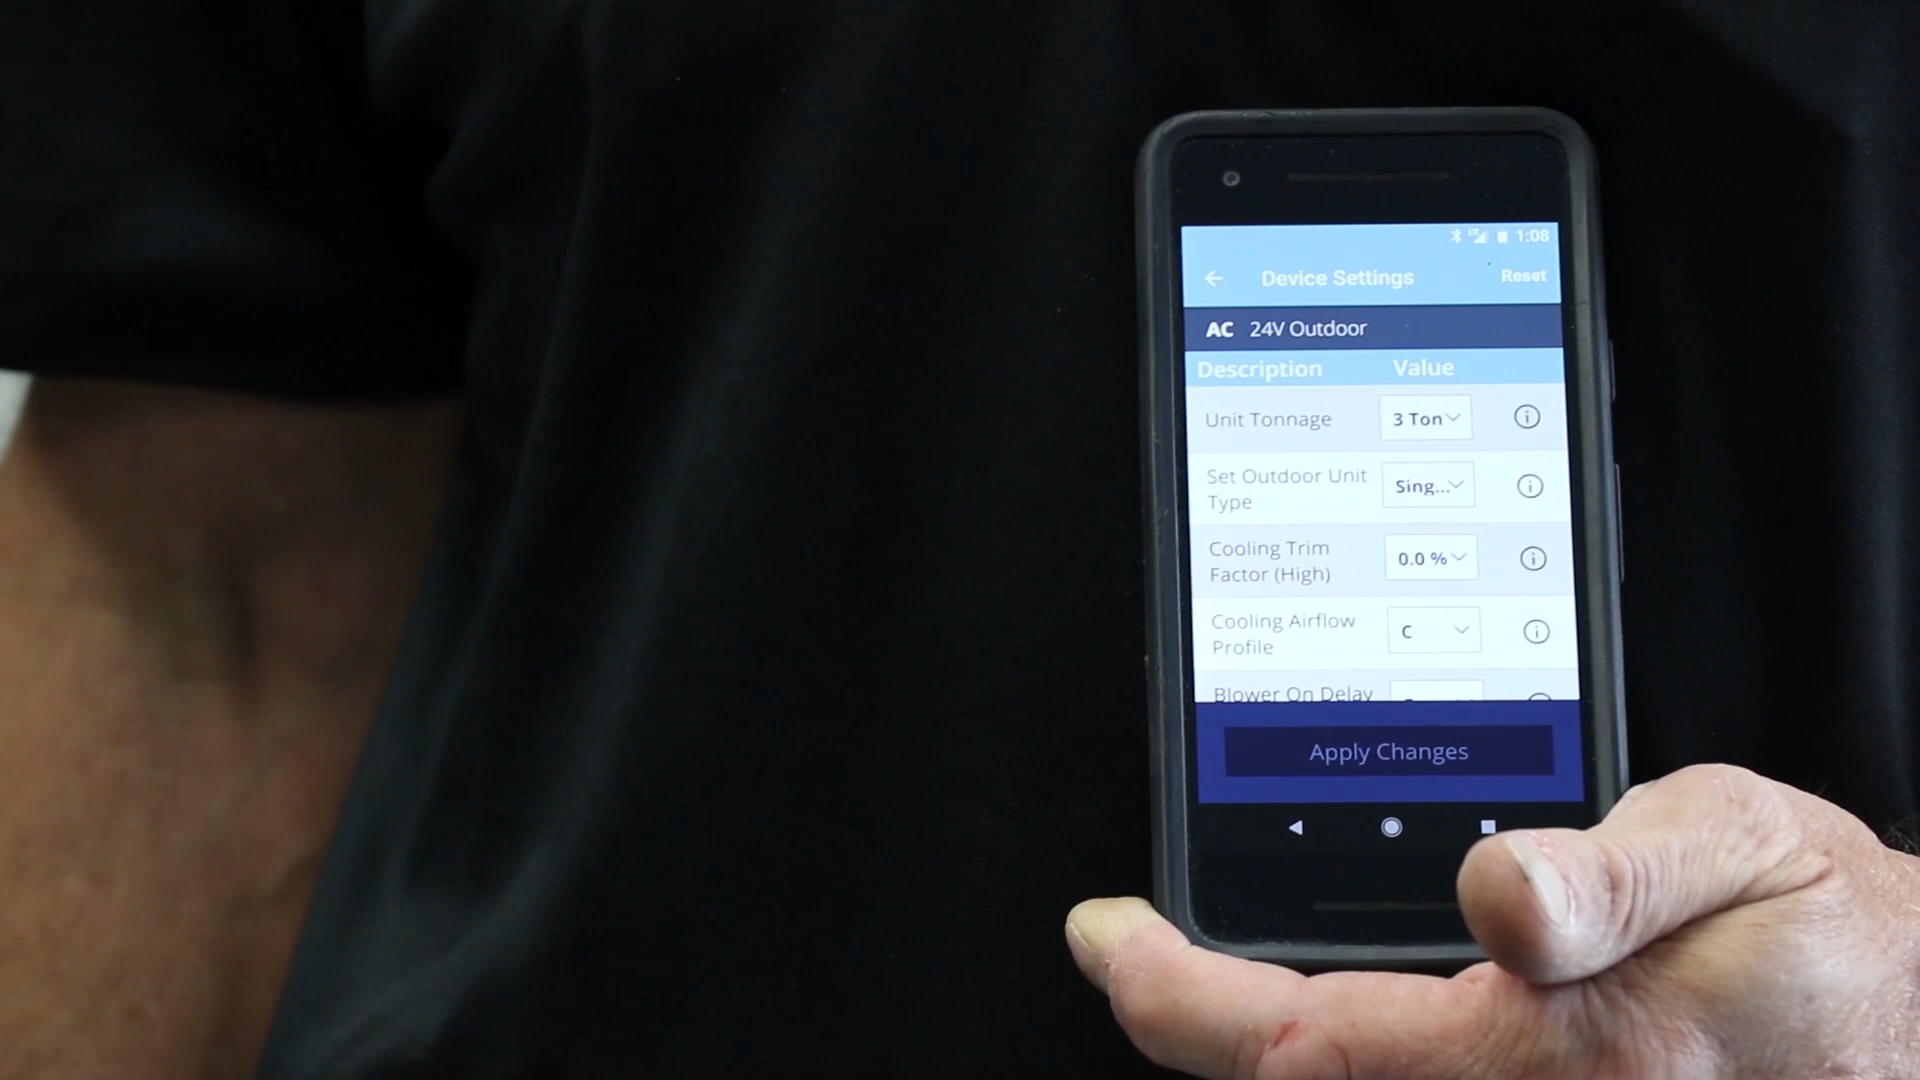 LTE 1:08
Device Settings Reset
AC 24V Outdoor
Description Value
Unit Tonnage 3 Ton
Set Outdoor Unit
Type Sing...
Cooling Trim
Factor (High) 0.0 %
Cooling Airflow
Profile C
Blower On Delay
Apply Changes